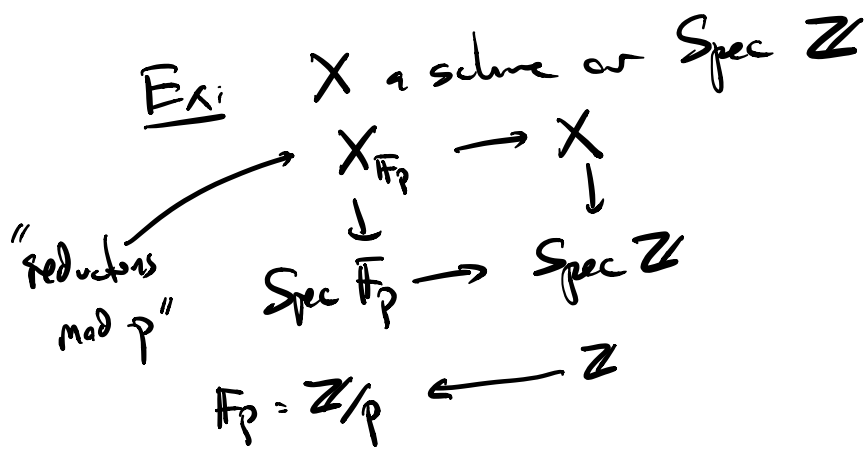 Ex: X a scheme over Spec ℤ
X_{𝔽_p} → X
"reductions mod p"
↓ ↓
Spec 𝔽_p → Spec ℤ
𝔽_p = ℤ/p ← ℤ